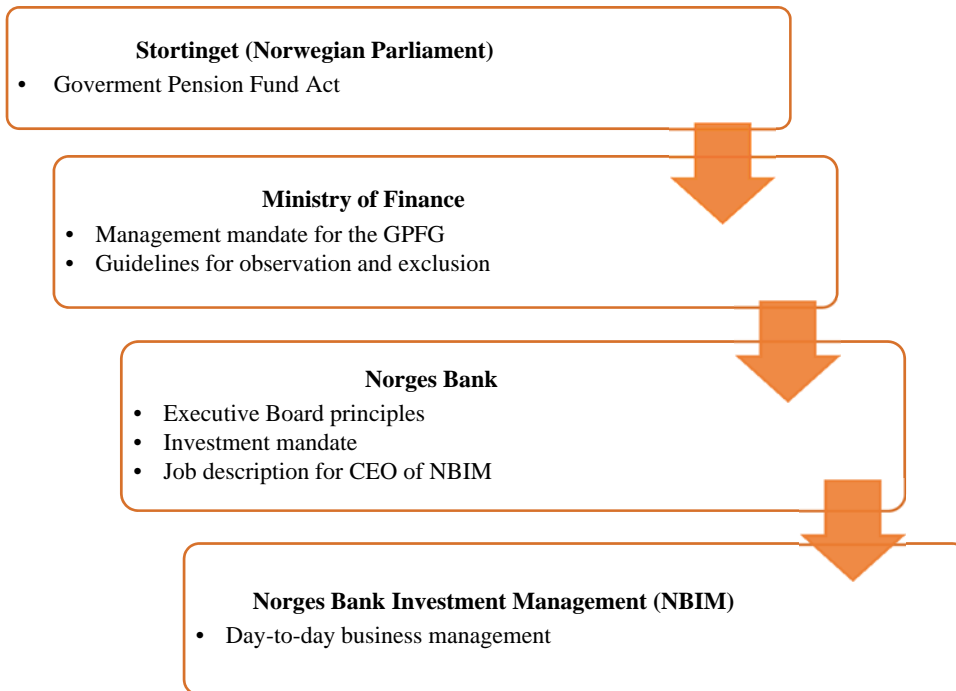 Stortinget (Norwegian Parliament)
• Goverment Pension Fund Act
Ministry of Finance
• Management mandate for the GPFG
• Guidelines for observation and exclusion
Norges Bank
• Executive Board principles
• Investment mandate
• Job description for CEO of NBIM
Norges Bank Investment Management (NBIM)
• Day-to-day business management